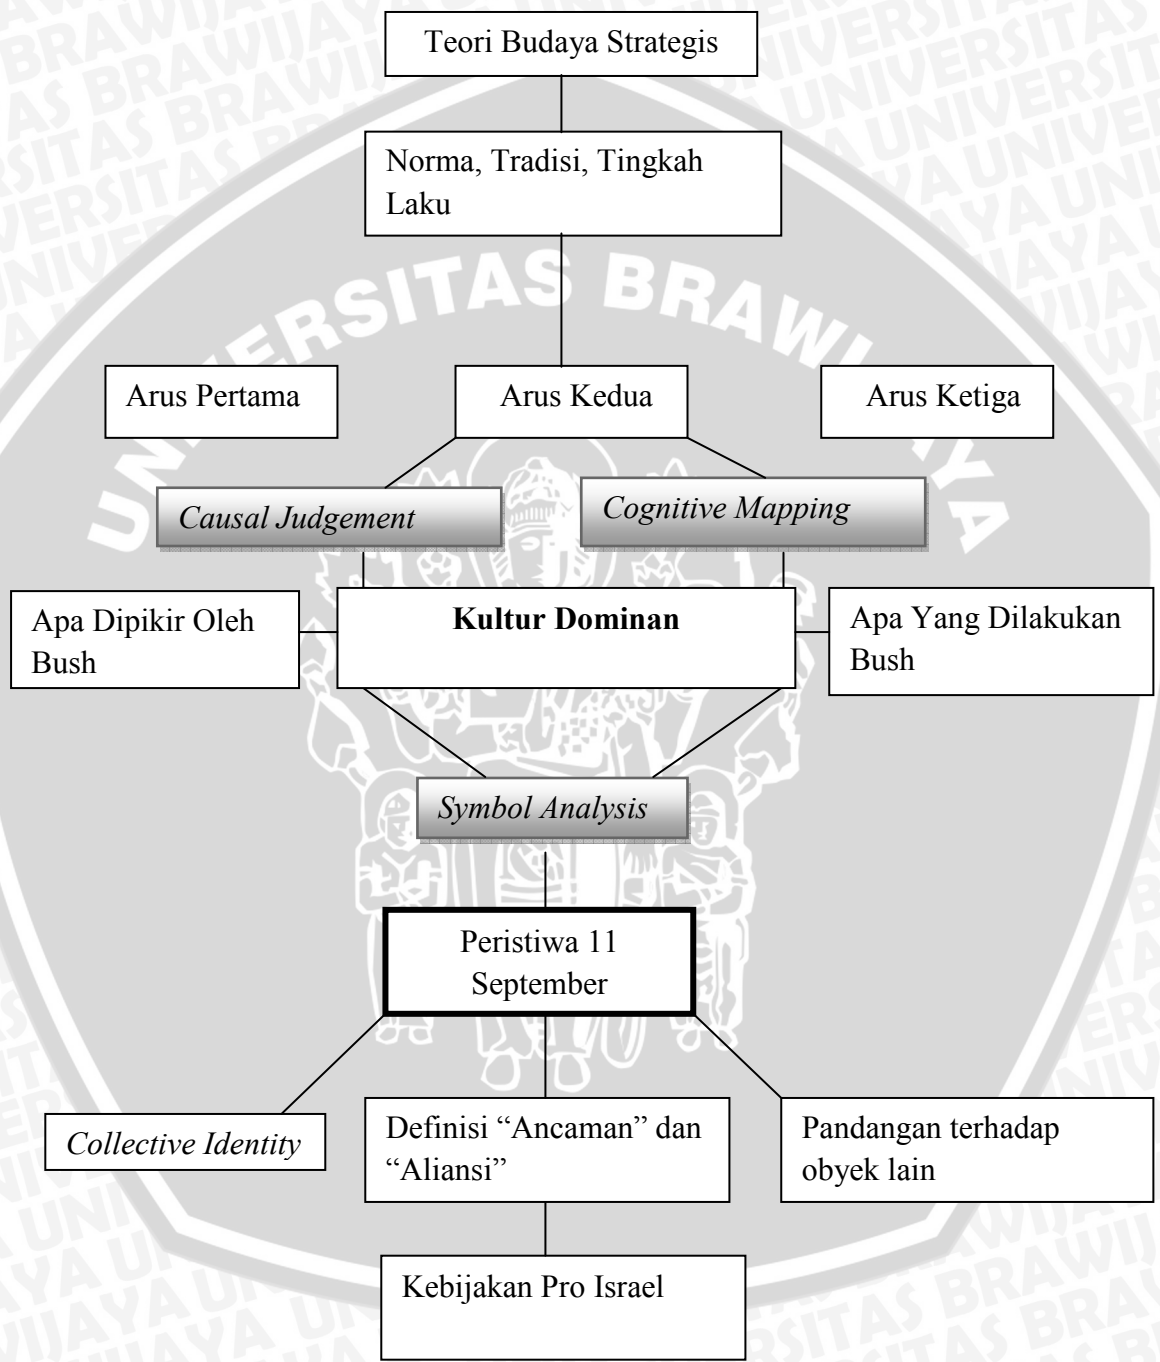 Teori Budaya Strategis
Norma, Tradisi, Tingkah
Laku
UNIVERSITAS BRAWIJAYA
Arus Pertama
Arus Kedua
Arus Ketiga
Causal Judgement
Cognitive Mapping
Apa Dipikir Oleh
Bush
Kultur Dominan
Apa Yang Dilakukan
Bush
Symbol Analysis
Peristiwa 11
September
Collective Identity
Definisi “Ancaman” dan
“Aliansi”
Pandangan terhadap
obyek lain
Kebijakan Pro Israel